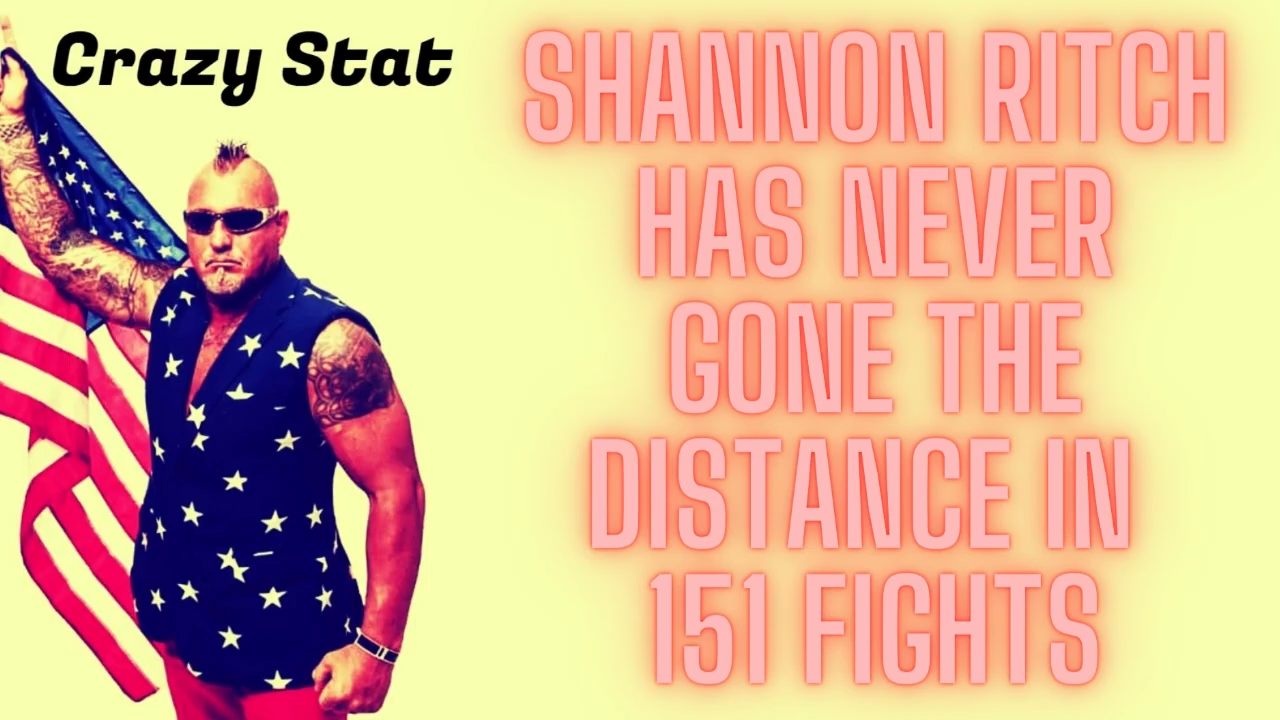 Crazy Stat
SHANNON RITCH
HAS NEVER
GONE THE
DISTANCE IN
151 FIGHTS